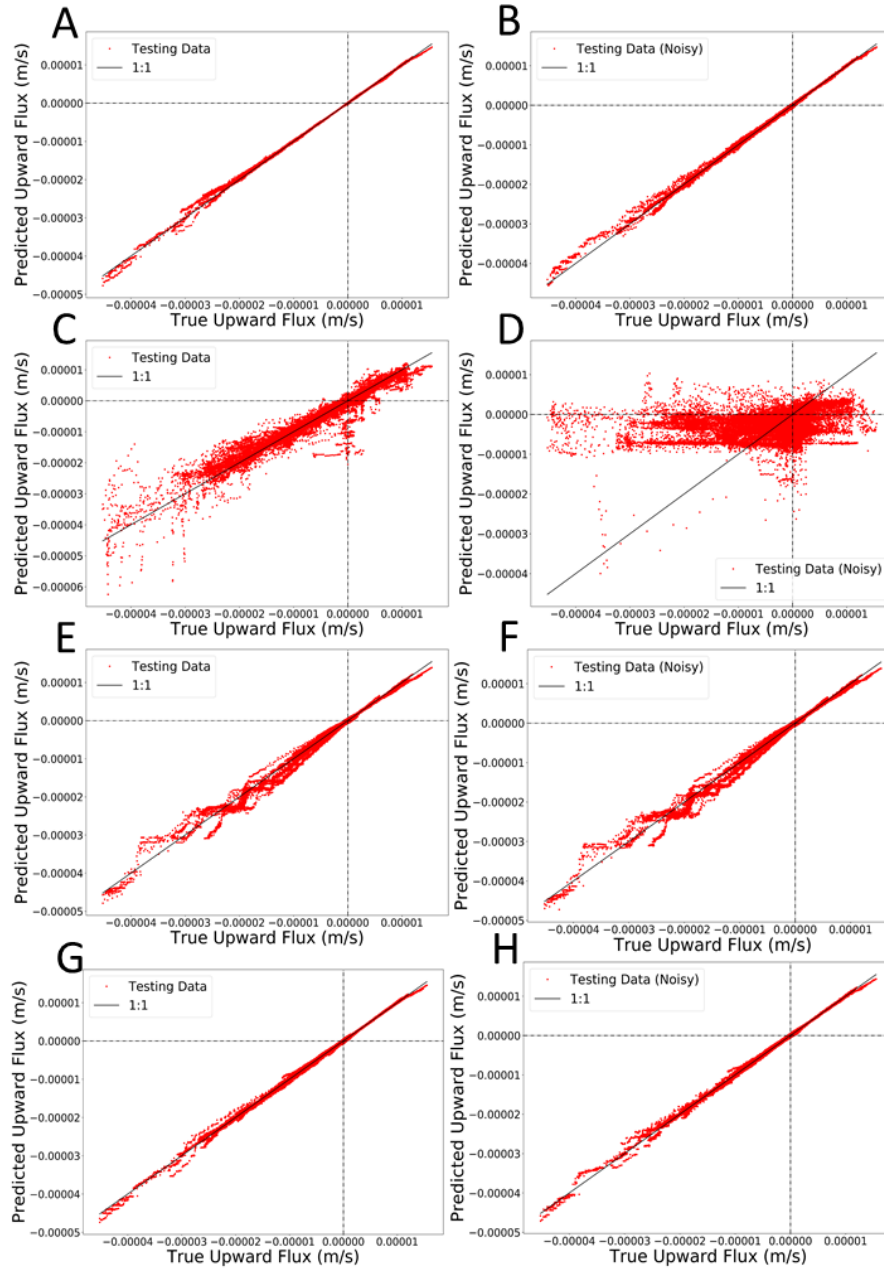 A
Testing Data
1:1
Predicted Upward Flux (m/s)
0.00001
0.00000
−0.00001
−0.00002
−0.00003
−0.00004
−0.00005
−0.00004 −0.00003 −0.00002 −0.00001 0.00000 0.00001
True Upward Flux (m/s)
B
Testing Data (Noisy)
1:1
Predicted Upward Flux (m/s)
0.00001
0.00000
−0.00001
−0.00002
−0.00003
−0.00004
−0.00004 −0.00003 −0.00002 −0.00001 0.00000 0.00001
True Upward Flux (m/s)
C
Testing Data
1:1
Predicted Upward Flux (m/s)
0.00001
0.00000
−0.00001
−0.00002
−0.00003
−0.00004
−0.00005
−0.00006
−0.00004 −0.00003 −0.00002 −0.00001 0.00000 0.00001
True Upward Flux (m/s)
D
Predicted Upward Flux (m/s)
0.00001
0.00000
−0.00001
−0.00002
−0.00003
−0.00004
Testing Data (Noisy)
1:1
−0.00004 −0.00003 −0.00002 −0.00001 0.00000 0.00001
True Upward Flux (m/s)
E
Testing Data
1:1
Predicted Upward Flux (m/s)
0.00001
0.00000
−0.00001
−0.00002
−0.00003
−0.00004
−0.00005
−0.00004 −0.00003 −0.00002 −0.00001 0.00000 0.00001
True Upward Flux (m/s)
F
Testing Data (Noisy)
1:1
Predicted Upward Flux (m/s)
0.00001
0.00000
−0.00001
−0.00002
−0.00003
−0.00004
−0.00005
−0.00004 −0.00003 −0.00002 −0.00001 0.00000 0.00001
True Upward Flux (m/s)
G
Testing Data
1:1
Predicted Upward Flux (m/s)
0.00001
0.00000
−0.00001
−0.00002
−0.00003
−0.00004
−0.00005
−0.00004 −0.00003 −0.00002 −0.00001 0.00000 0.00001
True Upward Flux (m/s)
H
Testing Data (Noisy)
1:1
Predicted Upward Flux (m/s)
0.00001
0.00000
−0.00001
−0.00002
−0.00003
−0.00004
−0.00005
−0.00004 −0.00003 −0.00002 −0.00001 0.00000 0.00001
True Upward Flux (m/s)